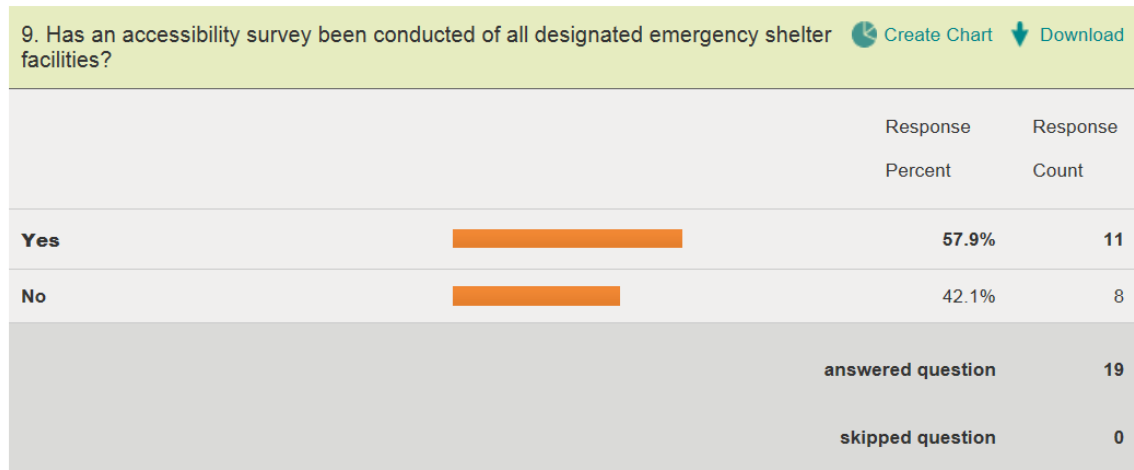 9. Has an accessibility survey been conducted of all designated emergency shelter facilities?
Create Chart Download
Response Percent Response Count
Yes 57.9% 11
No 42.1% 8
answered question 19
skipped question 0